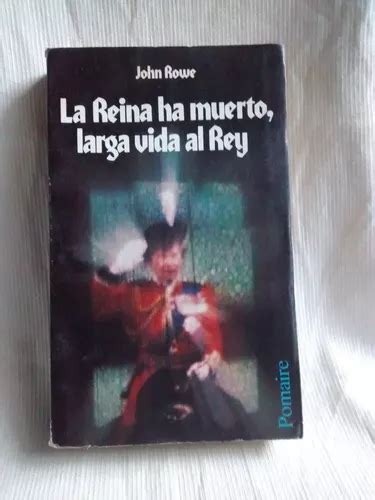 John Rowe
La Reina ha muerto,
larga vida al Rey
Pomaire